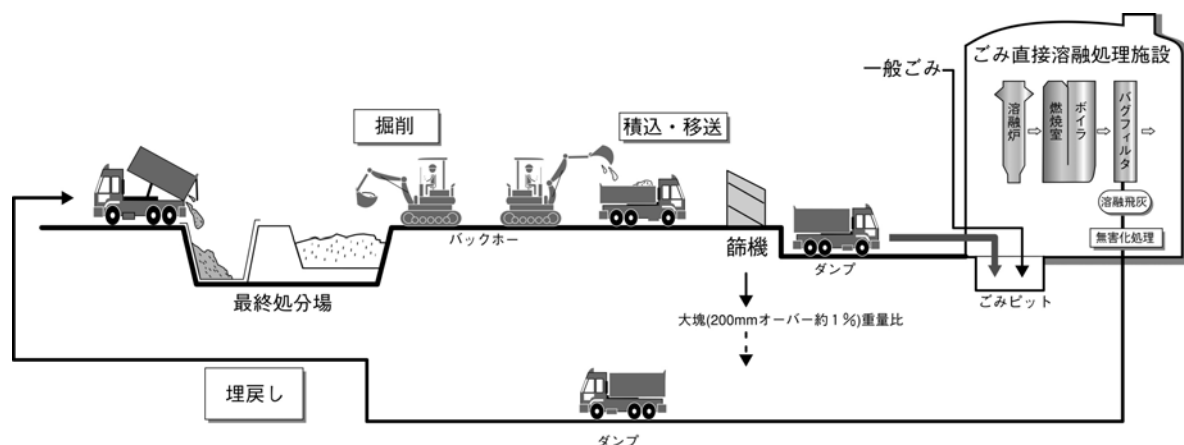 ごみ直接溶融処理施設
一般ごみ
溶融炉
燃焼室
ボイラ
バグフィルタ
掘削
積込・移送
溶融飛灰
無害化処理
バックホー
篩機
ダンプ
ごみピット
最終処分場
大塊(200mmオーバー約1%)重量比
埋戻し
ダンプ